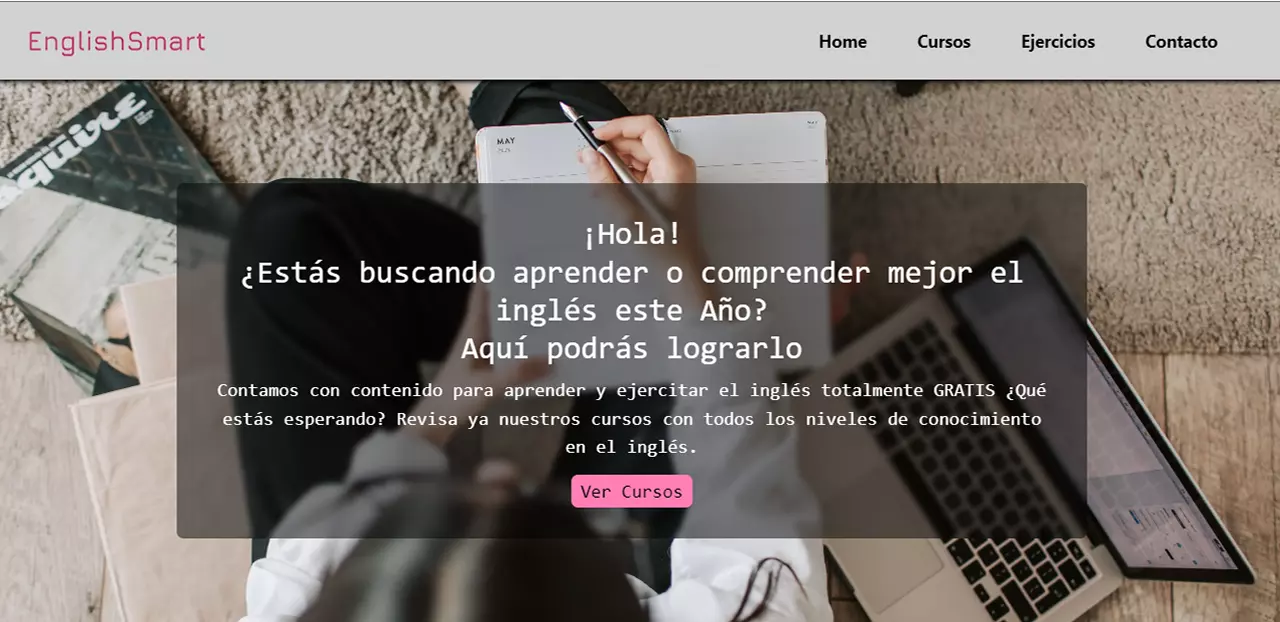 EnglishSmart
Home Cursos Ejercicios Contacto
MAY
¡Hola!
¿Estás buscando aprender o comprender mejor el
inglés este Año?
Aquí podrás lograrlo
Contamos con contenido para aprender y ejercitar el inglés totalmente GRATIS ¿Qué
estás esperando? Revisa ya nuestros cursos con todos los niveles de conocimiento
en el inglés.
Ver Cursos